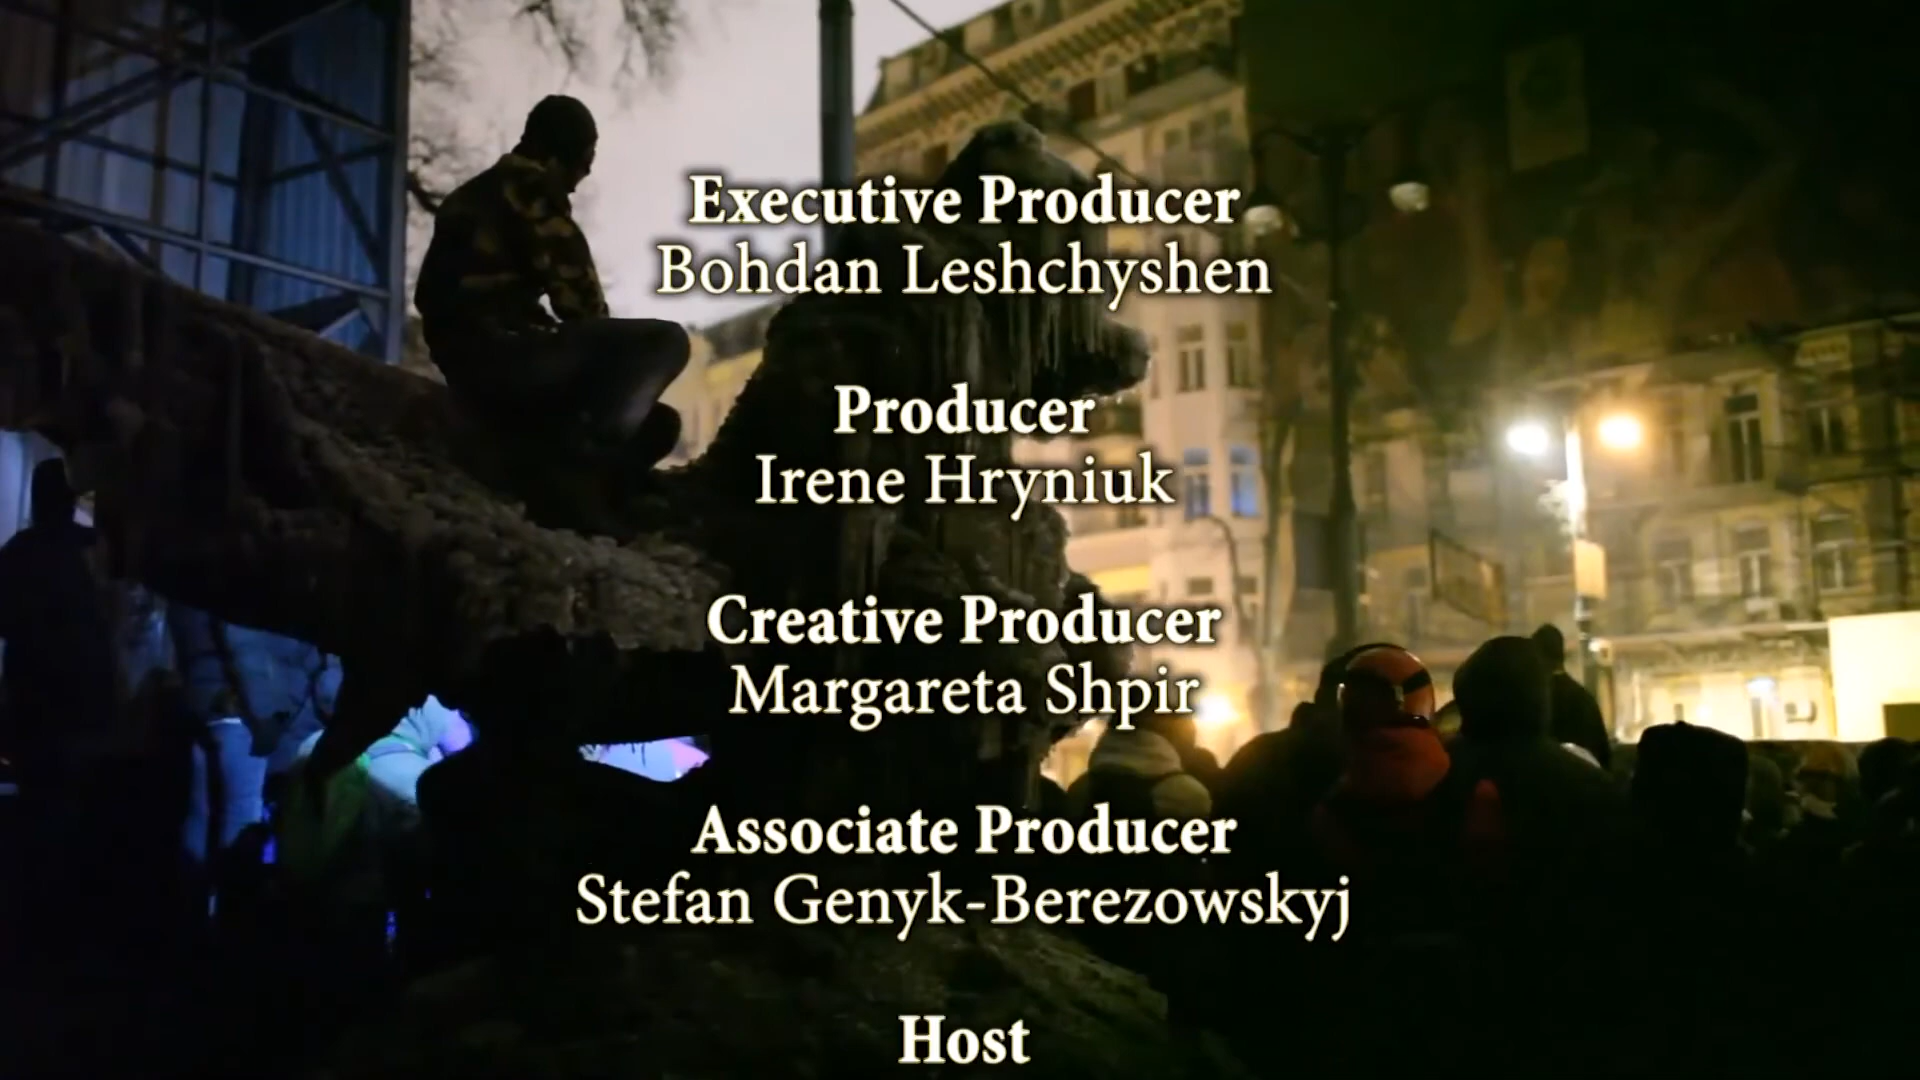 Executive Producer
Bohdan Leshchyshen
Producer
Irene Hryniuk
Creative Producer
Margareta Shpir
Associate Producer
Stefan Genyk-Berezowskyj
Host